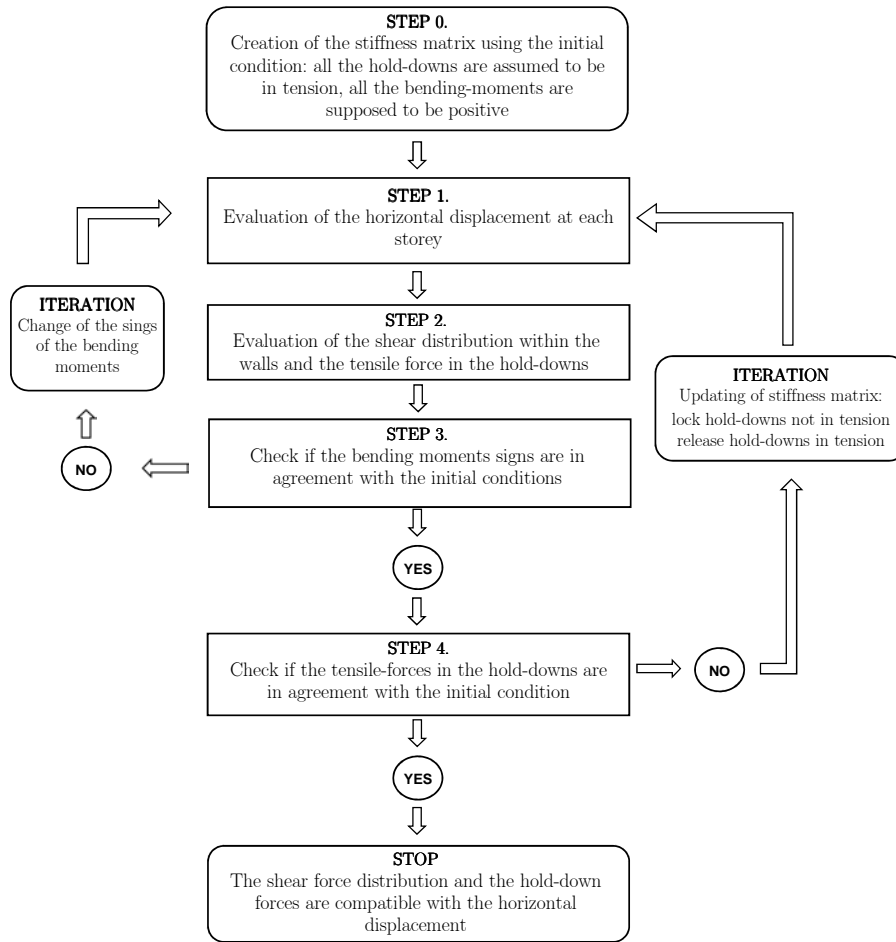 STEP 0.
Creation of the stiffness matrix using the initial
condition: all the hold-downs are assumed to be
in tension, all the bending-moments are
supposed to be positive
STEP 1.
Evaluation of the horizontal displacement at each
storey
ITERATION
Change of the sings
of the bending
moments
STEP 2.
Evaluation of the shear distribution within the
walls and the tensile force in the hold-downs
ITERATION
Updating of stiffness matrix:
lock hold-downs not in tension
release hold-downs in tension
STEP 3.
Check if the bending moments signs are in
agreement with the initial conditions
NO
YES
STEP 4.
Check if the tensile-forces in the hold-downs are
in agreement with the initial condition
NO
YES
STOP
The shear force distribution and the hold-down
forces are compatible with the horizontal
displacement